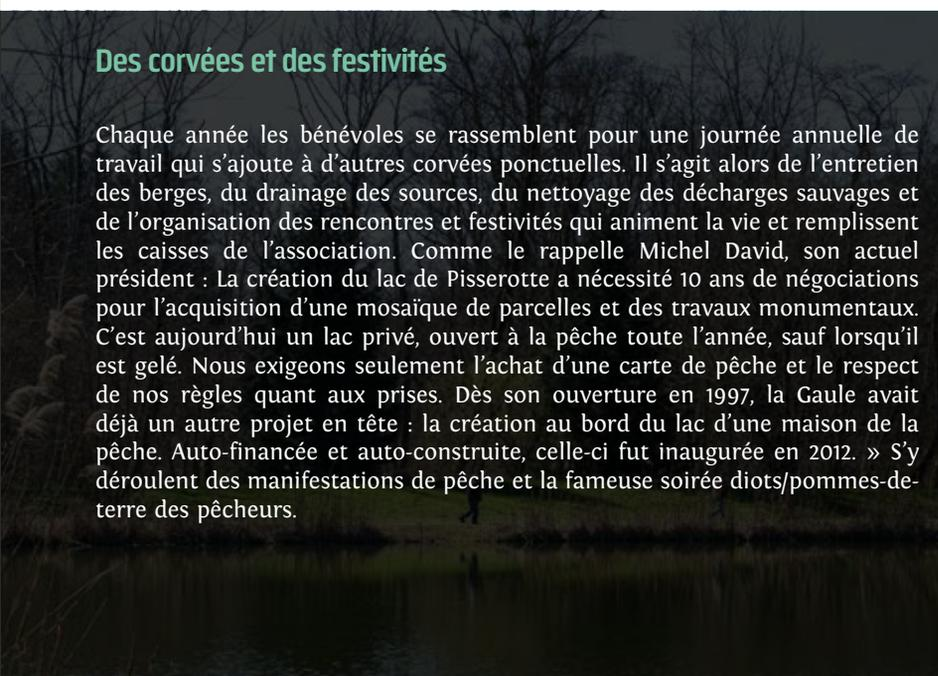 Des corvées et des festivités
Chaque année les bénévoles se rassemblent pour une journée annuelle de
travail qui s’ajoute à d’autres corvées ponctuelles. Il s’agit alors de l’entretien
des berges, du drainage des sources, du nettoyage des décharges sauvages et
de l’organisation des rencontres et festivités qui animent la vie et remplissent
les caisses de l’association. Comme le rappelle Michel David, son actuel
président : La création du lac de Pisserotte a nécessité 10 ans de négociations
pour l’acquisition d’une mosaïque de parcelles et des travaux monumentaux.
C’est aujourd’hui un lac privé, ouvert à la pêche toute l’année, sauf lorsqu’il
est gelé. Nous exigeons seulement l’achat d’une carte de pêche et le respect
de nos règles quant aux prises. Dès son ouverture en 1997, la Gaule avait
déjà un autre projet en tête : la création au bord du lac d’une maison de la
pêche. Auto-financée et auto-construite, celle-ci fut inaugurée en 2012. » S’y
déroulent des manifestations de pêche et la fameuse soirée diots/pommes-de-
terre des pêcheurs.